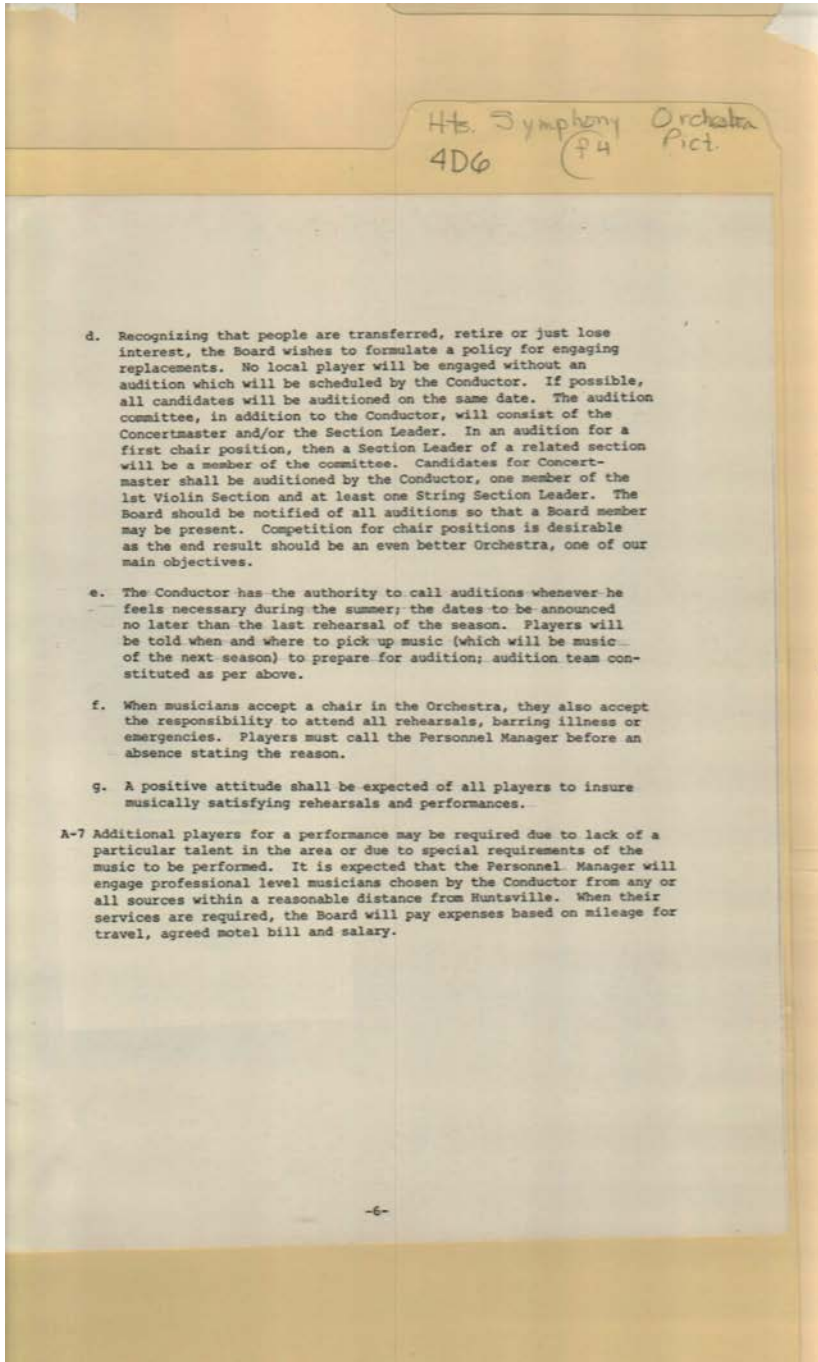 Hts. Symphony Orchestra
4D6 P4 Pict.
d. Recognizing that people are transferred, retire or just lose
interest, the Board wishes to formulate a policy for engaging
replacements. No local player will be engaged without an
audition which will be scheduled by the Conductor. If possible,
all candidates will be auditioned on the same date. The audition
committee, in addition to the Conductor, will consist of the
Concertmaster and/or the Section Leader. In an audition for a
first chair position, then a Section Leader of a related section
will be a member of the committee. Candidates for Concert-
master shall be auditioned by the Conductor, one member of the
1st Violin Section and at least one String Section Leader. The
Board should be notified of all auditions so that a Board member
may be present. Competition for chair positions is desirable
as the end result should be an even better Orchestra, one of our
main objectives.
e. The Conductor has the authority to call auditions whenever he
feels necessary during the summer; the dates to be announced
no later than the last rehearsal of the season. Players will
be told when and where to pick up music (which will be music
of the next season) to prepare for audition; audition team con-
stituted as per above.
f. When musicians accept a chair in the Orchestra, they also accept
the responsibility to attend all rehearsals, barring illness or
emergencies. Players must call the Personnel Manager before an
absence stating the reason.
g. A positive attitude shall be expected of all players to insure
musically satisfying rehearsals and performances.
A-7 Additional players for a performance may be required due to lack of a
particular talent in the area or due to special requirements of the
music to be performed. It is expected that the Personnel Manager will
engage professional level musicians chosen by the Conductor from any or
all sources within a reasonable distance from Huntsville. When their
services are required, the Board will pay expenses based on mileage for
travel, agreed motel bill and salary.
-6-